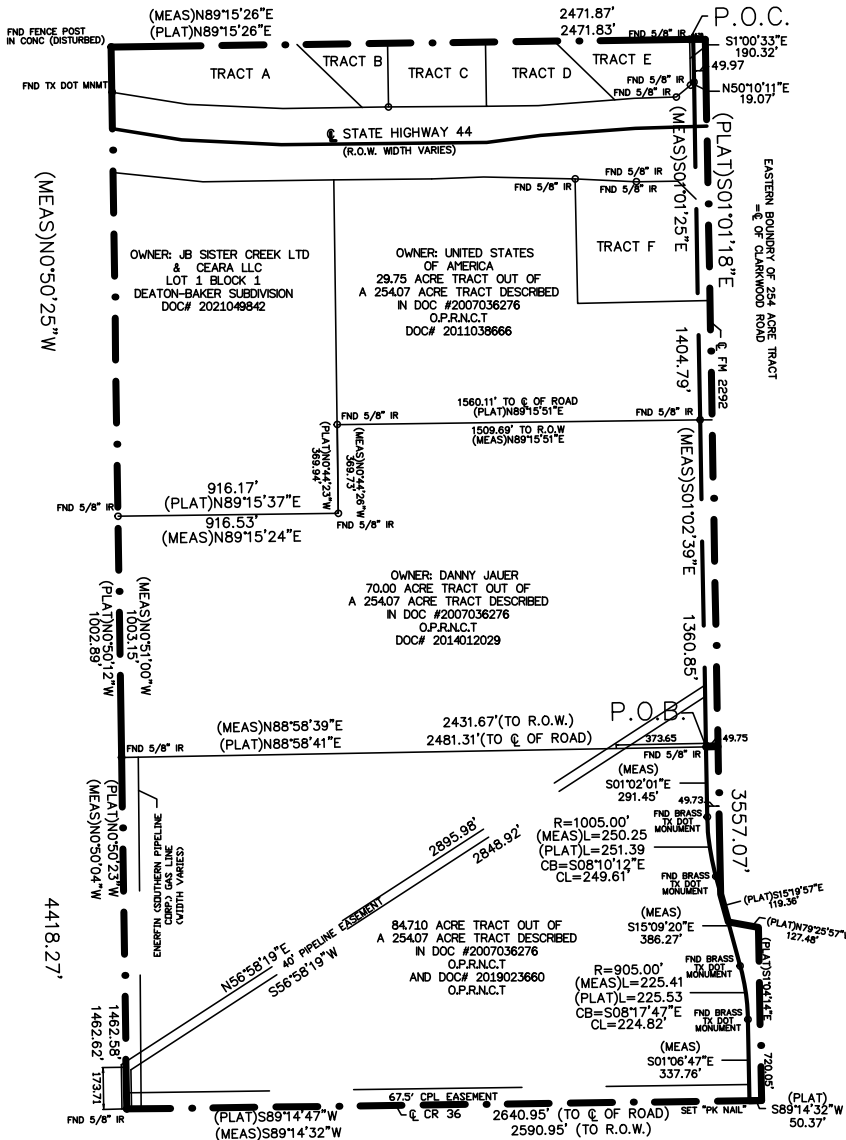 (MEAS)N89°15'26"E
(PLAT)N89°15'26"E
2471.87'
2471.83'
FND 5/8" IR
P.O.C.
FND FENCE POST
IN CONC (DISTURBED)
S1°00'33"E
190.32'
49.97
N50°10'11"E
19.07'
TRACT A
TRACT B
TRACT C
TRACT D
TRACT E
FND TX DOT MNMT
FND 5/8" IR
FND 5/8" IR
℄ STATE HIGHWAY 44
(R.O.W. WIDTH VARIES)
(MEAS)S01°01'25"E
(PLAT)S01°01'18"E
EASTERN BOUNDRY OF 254 ACRE TRACT
=℄ OF CLARKWOOD ROAD
FND 5/8" IR
FND 5/8" IR
(MEAS)N0°50'25"W
TRACT F
OWNER: JB SISTER CREEK LTD
& CEARA LLC
LOT 1 BLOCK 1
DEATON-BAKER SUBDIVISION
DOC# 2021049842
OWNER: UNITED STATES
OF AMERICA
29.75 ACRE TRACT OUT OF
A 254.07 ACRE TRACT DESCRIBED
IN DOC #2007036276
O.P.R.N.C.T
DOC# 2011038666
℄ FM 2292
1404.79'
1560.11' TO ℄ OF ROAD
(PLAT)N89°15'51"E
FND 5/8" IR
FND 5/8" IR
1509.69' TO R.O.W
(MEAS)N89°15'51"E
(MEAS)N0°44'26"W
369.73'
(PLAT)N0°44'23"W
369.94'
(MEAS)S01°02'39"E
916.17'
(PLAT)N89°15'37"E
FND 5/8" IR
916.53'
(MEAS)N89°15'24"E
FND 5/8" IR
OWNER: DANNY JAUER
70.00 ACRE TRACT OUT OF
A 254.07 ACRE TRACT DESCRIBED
IN DOC #2007036276
O.P.R.N.C.T
DOC# 2014012029
(MEAS)N0°51'00"W
1003.15'
(PLAT)N0°50'12"W
1002.89'
1360.85'
P.O.B.
(MEAS)N88°58'39"E
2431.67'(TO R.O.W.)
(PLAT)N88°58'41"E
2481.31'(TO ℄ OF ROAD)
373.65
49.75
FND 5/8" IR
FND 5/8" IR
(MEAS)
S01°02'01"E
291.45'
49.73
3557.07'
(PLAT)N0°50'23"W
(MEAS)N0°50'04"W
ENERFIN (SOUTHERN PIPELINE
CORP.) GAS LINE
(WIDTH VARIES)
2895.98'
2848.92'
R=1005.00'
(MEAS)L=250.25
(PLAT)L=251.39
CB=S08°10'12"E
CL=249.61'
FND BRASS
TX DOT
MONUMENT
FND BRASS
TX DOT
MONUMENT
(PLAT)S15°19'57"E
119.36'
(PLAT)N79°25'57"E
127.48'
(MEAS)
S15°09'20"E
386.27'
4418.27'
40' PIPELINE EASEMENT
N56°58'19"E
S56°58'19"W
84.710 ACRE TRACT OUT OF
A 254.07 ACRE TRACT DESCRIBED
IN DOC #2007036276
O.P.R.N.C.T
AND DOC# 2019023660
O.P.R.N.C.T
FND BRASS
TX DOT
MONUMENT
(PLAT)S1°04'14"E
R=905.00'
(MEAS)L=225.41
(PLAT)L=225.53
CB=S08°17'47"E
CL=224.82'
FND BRASS
TX DOT
MONUMENT
(MEAS)
S01°06'47"E
337.76'
720.05'
1462.58'
1462.62'
173.71
67.5' CPL EASEMENT
FND 5/8" IR
(PLAT)S89°14'47"W
(MEAS)S89°14'32"W
℄ CR 36
2640.95' (TO ℄ OF ROAD)
2590.95' (TO R.O.W.)
SET "PK NAIL"
(PLAT)
S89°14'32"W
50.37'